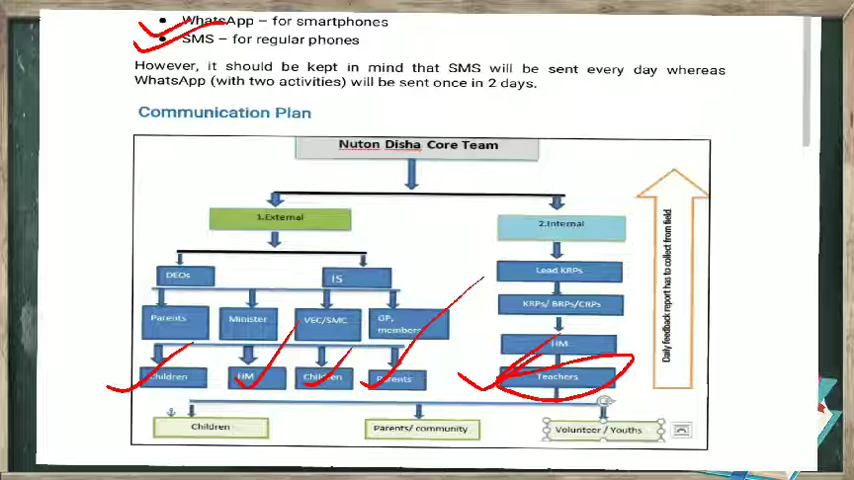 WhatsApp – for smartphones
SMS – for regular phones
However, it should be kept in mind that SMS will be sent every day whereas
WhatsApp (with two activities) will be sent once in 2 days.
Communication Plan
Nuton Disha Core Team
1.External
2.Internal
DEOs
IS
Lead KRPs
Parents
Minister
VEC/SMC
GP,
members
KRPs/ BRPs/CRPs
HM
Children
HM
Children
Parents
Teachers
Children
Parents/ community
Volunteer / Youths
Daily feedback report has to collect from field.